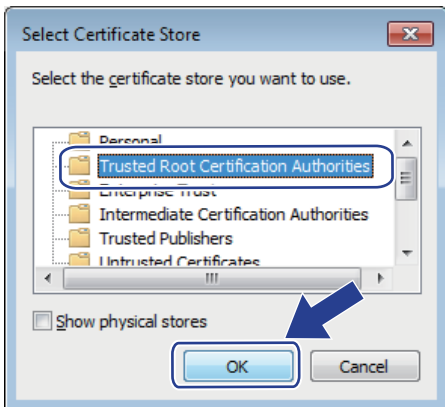 Select Certificate Store
Select the certificate store you want to use.
Personal
Trusted Root Certification Authorities
Enterprise Trust
Intermediate Certification Authorities
Trusted Publishers
Untrusted Certificates
Show physical stores
OK
Cancel